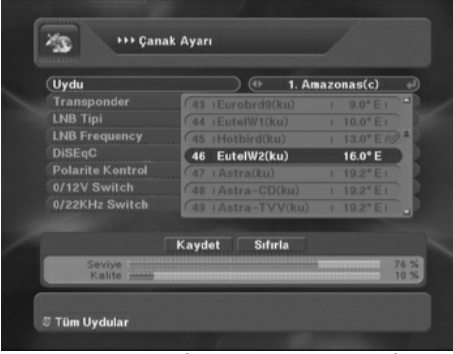 ››› Çanak Ayarı
Uydu 1. Amazonas(c)
Transponder
43 Eurobrd9(ku) 9.0° E
LNB Tipi
44 EutelW1(ku) 10.0° E
LNB Frequency
45 Hotbird(ku) 13.0° E
DiSEqC
46 EutelW2(ku) 16.0° E
Polarite Kontrol
47 Astra(ku) 19.2° E
0/12V Switch
48 Astra-CD(ku) 19.2° E
0/22KHz Switch
49 Astra-TVV(ku) 19.2° E
Kaydet Sıfırla
Seviye 76 %
Kalite 10 %
Tüm Uydular